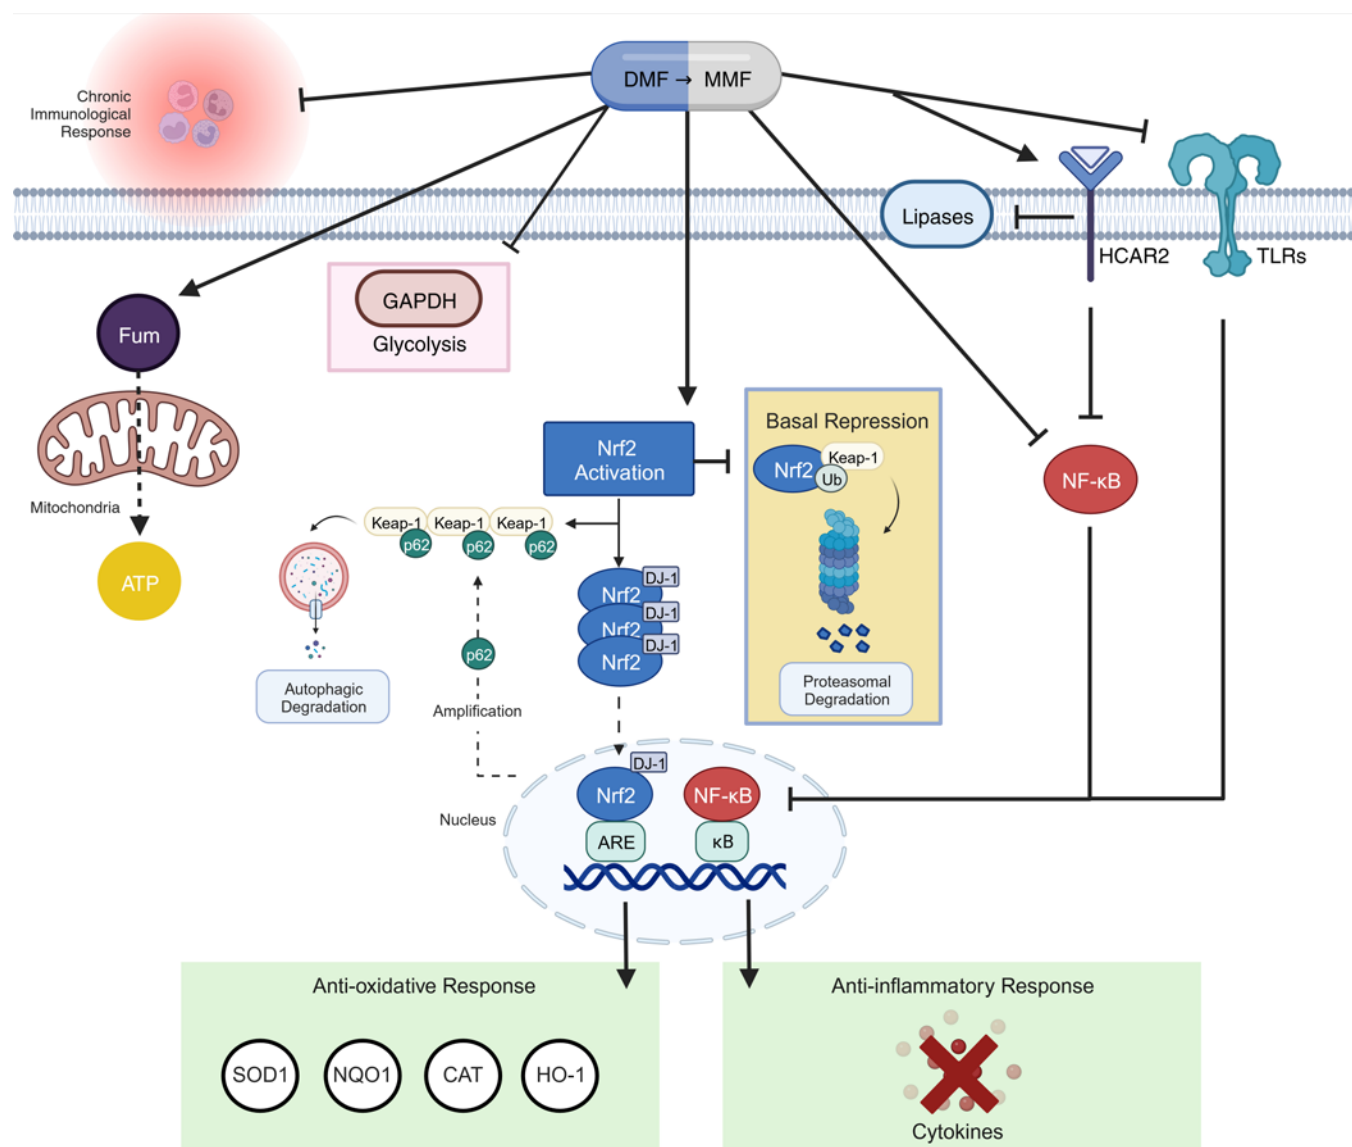 DMF → MMF
Chronic
Immunological
Response
Lipases
HCAR2
TLRs
GAPDH
Glycolysis
Fum
Mitochondria
ATP
Nrf2
Activation
Basal Repression
Nrf2
Keap-1
Ub
Proteasomal
Degradation
NF-κB
Keap-1 Keap-1 Keap-1
p62 p62 p62
Autophagic
Degradation
p62
Amplification
DJ-1
Nrf2
DJ-1
Nrf2
DJ-1
Nrf2
Nucleus
DJ-1
Nrf2
ARE
NF-κB
κB
Anti-oxidative Response
SOD1 NQO1 CAT HO-1
Anti-inflammatory Response
Cytokines